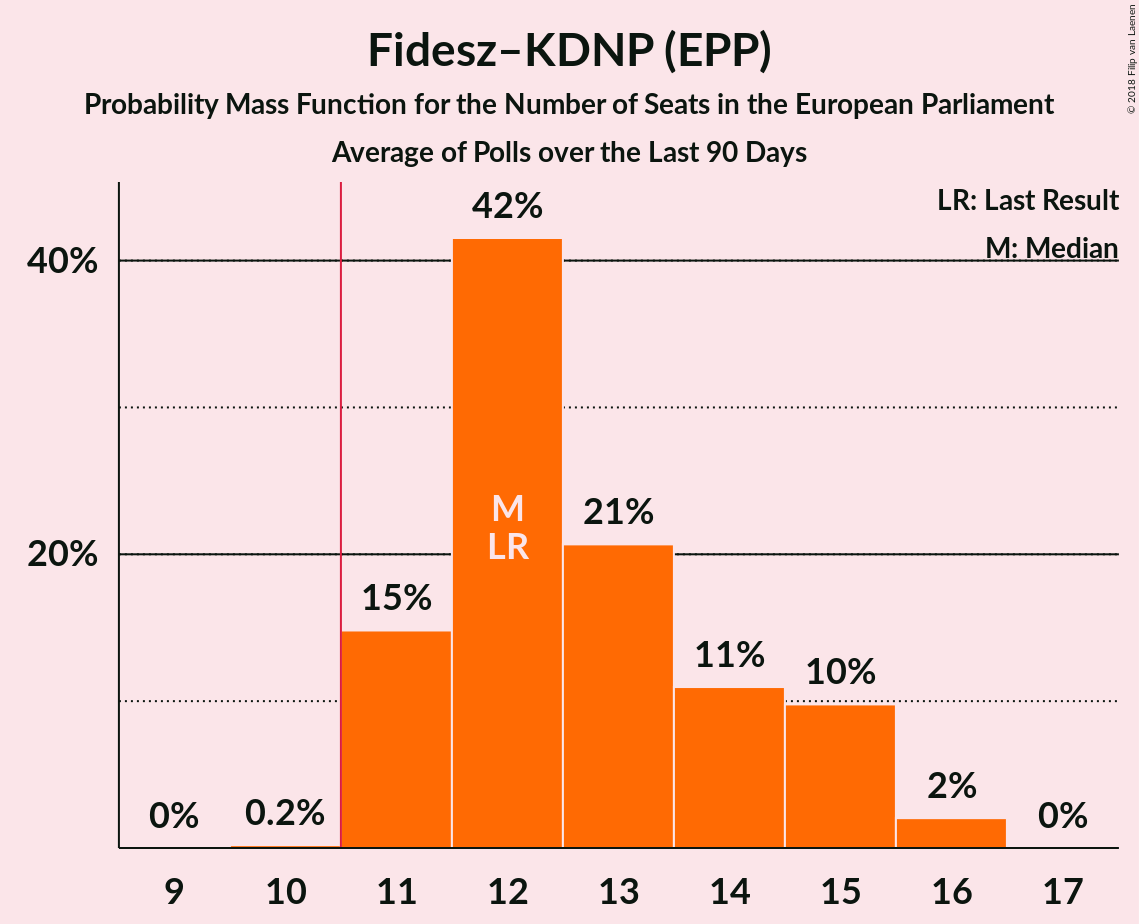 Fidesz–KDNP (EPP)
Probability Mass Function for the Number of Seats in the European Parliament
Average of Polls over the Last 90 Days
© 2018 Filip van Laenen
LR: Last Result
M: Median
40%
20%
0%
0.2%
15%
42%
M
LR
21%
11%
10%
2%
0%
9 10 11 12 13 14 15 16 17